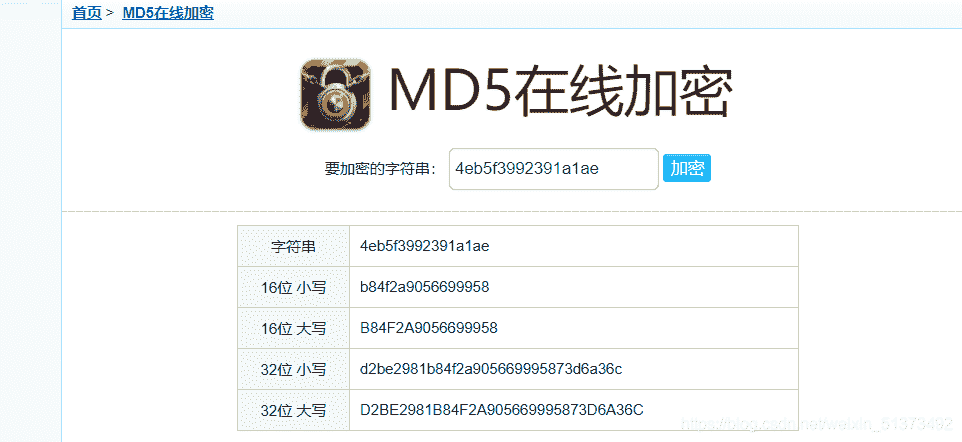 首页 > MD5在线加密
MD5在线加密
要加密的字符串： 4eb5f3992391a1ae 加密
字符串 4eb5f3992391a1ae
16位 小写 b84f2a9056699958
16位 大写 B84F2A9056699958
32位 小写 d2be2981b84f2a905669995873d6a36c
32位 大写 D2BE2981B84F2A905669995873D6A36C
https://blog.csdn.net/weixin_51373492